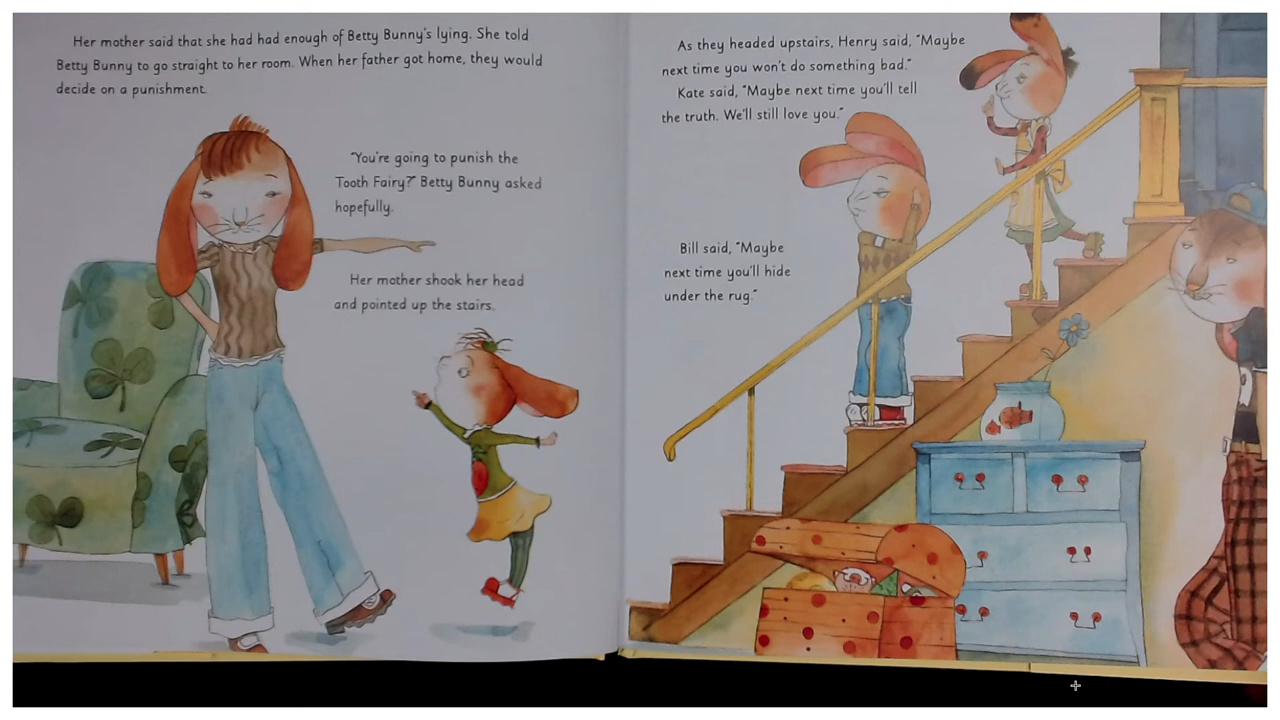 Her mother said that she had had enough of Betty Bunny's lying. She told
Betty Bunny to go straight to her room. When her father got home, they would
decide on a punishment.
"You're going to punish the
Tooth Fairy?" Betty Bunny asked
hopefully.
Her mother shook her head
and pointed up the stairs.
As they headed upstairs, Henry said, "Maybe
next time you won't do something bad."
Kate said, "Maybe next time you'll tell
the truth. We'll still love you."
Bill said, "Maybe
next time you'll hide
under the rug."